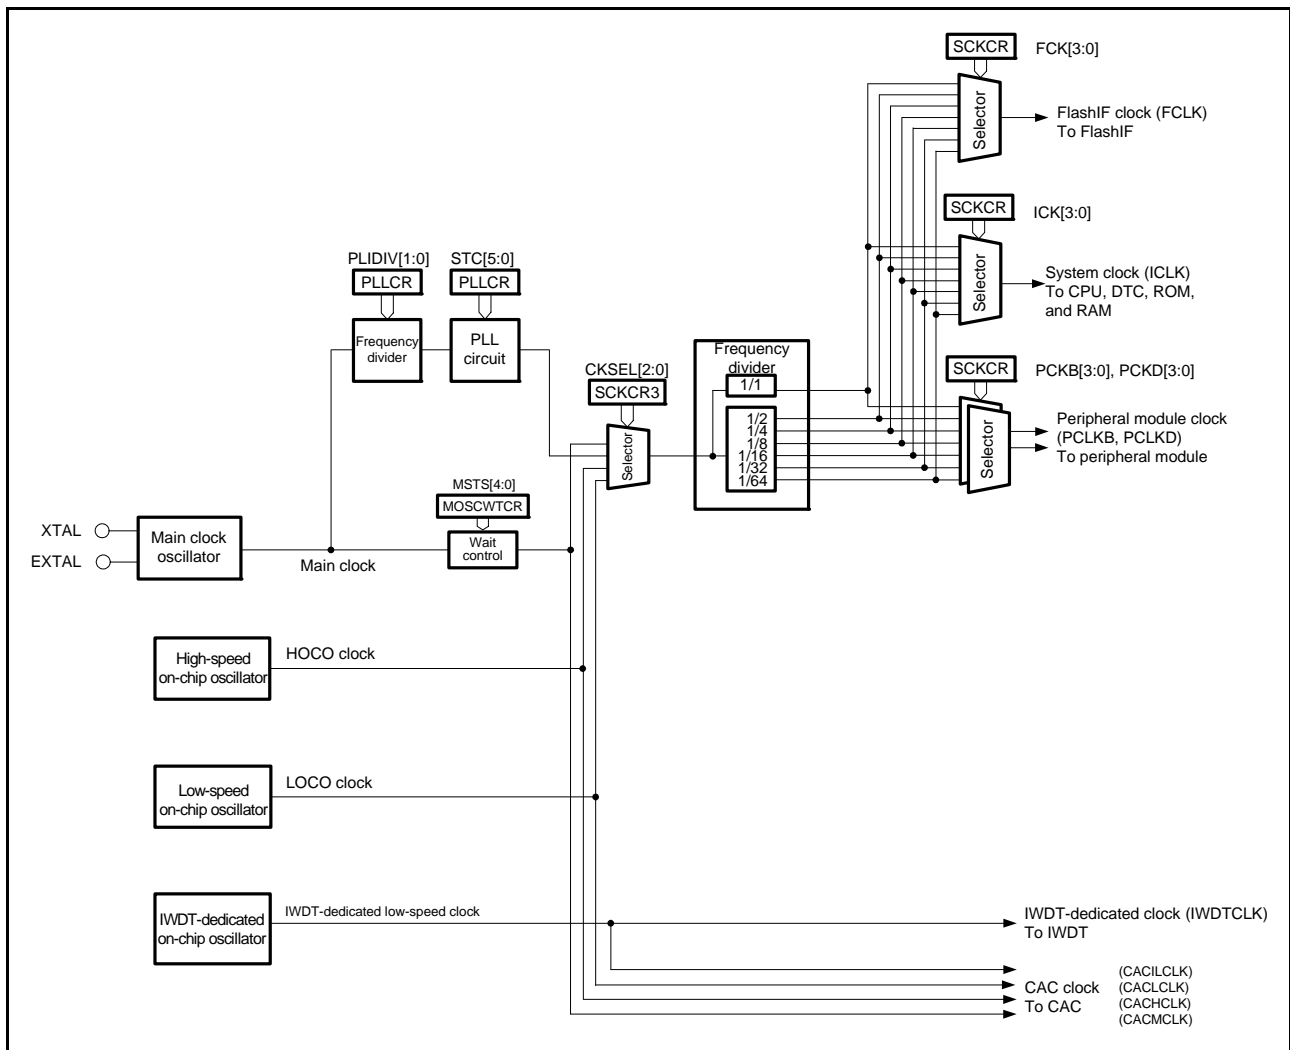 SCKCR
FCK[3:0]
Selector
FlashIF clock (FCLK)
To FlashIF
SCKCR
ICK[3:0]
Selector
System clock (ICLK)
To CPU, DTC, ROM,
and RAM
PLIDIV[1:0]
STC[5:0]
PLLCR
PLLCR
Frequency
divider
PLL
circuit
CKSEL[2:0]
SCKCR3
Selector
Frequency
divider
1/1
1/2
1/4
1/8
1/16
1/32
1/64
SCKCR
PCKB[3:0], PCKD[3:0]
Selector
Peripheral module clock
(PCLKB, PCLKD)
To peripheral module
MSTS[4:0]
MOSCWTCR
Wait
control
XTAL
EXTAL
Main clock
oscillator
Main clock
High-speed
on-chip oscillator
HOCO clock
Low-speed
on-chip oscillator
LOCO clock
IWDT-dedicated
on-chip oscillator
IWDT-dedicated low-speed clock
IWDT-dedicated clock (IWDTCLK)
To IWDT
CAC clock
To CAC
(CACILCLK)
(CACLCLK)
(CACHCLK)
(CACMCLK)